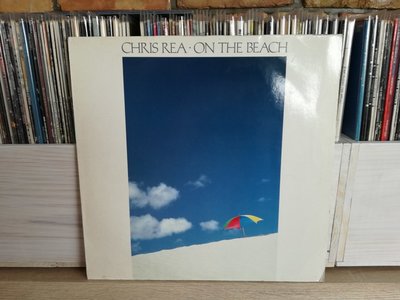 CHRIS REA · ON THE BEACH